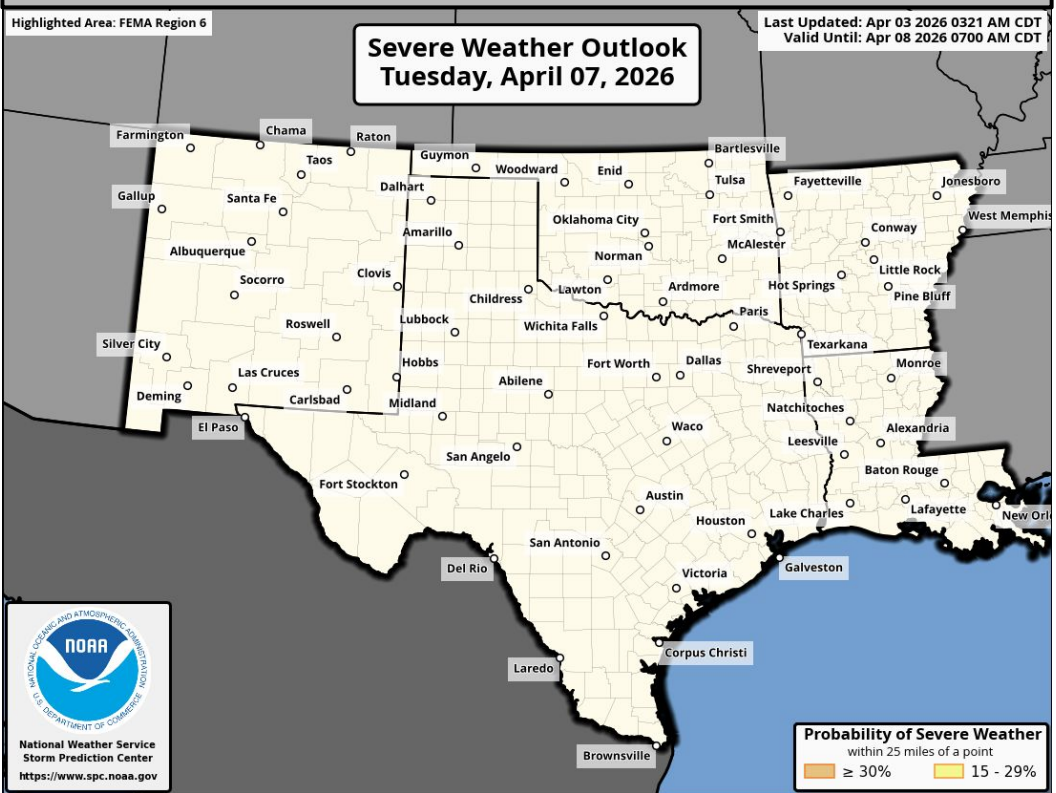 Highlighted Area: FEMA Region 6
Last Updated: Apr 03 2026 0321 AM CDT
Valid Until: Apr 08 2026 0700 AM CDT
Severe Weather Outlook
Tuesday, April 07, 2026
Farmington
Chama
Raton
Taos
Guymon
Woodward
Enid
Bartlesville
Tulsa
Fayetteville
Jonesboro
Gallup
Santa Fe
Dalhart
Oklahoma City
Fort Smith
West Memphis
Amarillo
Conway
Albuquerque
Norman
McAlester
Socorro
Clovis
Childress
Lawton
Ardmore
Hot Springs
Little Rock
Pine Bluff
Roswell
Lubbock
Wichita Falls
Paris
Texarkana
Silver City
Las Cruces
Hobbs
Fort Worth
Dallas
Shreveport
Monroe
Deming
Carlsbad
Midland
Abilene
Natchitoches
El Paso
San Angelo
Waco
Leesville
Alexandria
Fort Stockton
Baton Rouge
Austin
Lake Charles
Lafayette
New Orl
Houston
San Antonio
Del Rio
Galveston
Victoria
Laredo
Corpus Christi
Brownsville
NATIONAL OCEANIC AND ATMOSPHERIC ADMINISTRATION
NOAA
U.S. DEPARTMENT OF COMMERCE
National Weather Service
Storm Prediction Center
https://www.spc.noaa.gov
Probability of Severe Weather
within 25 miles of a point
≥ 30%
15 - 29%